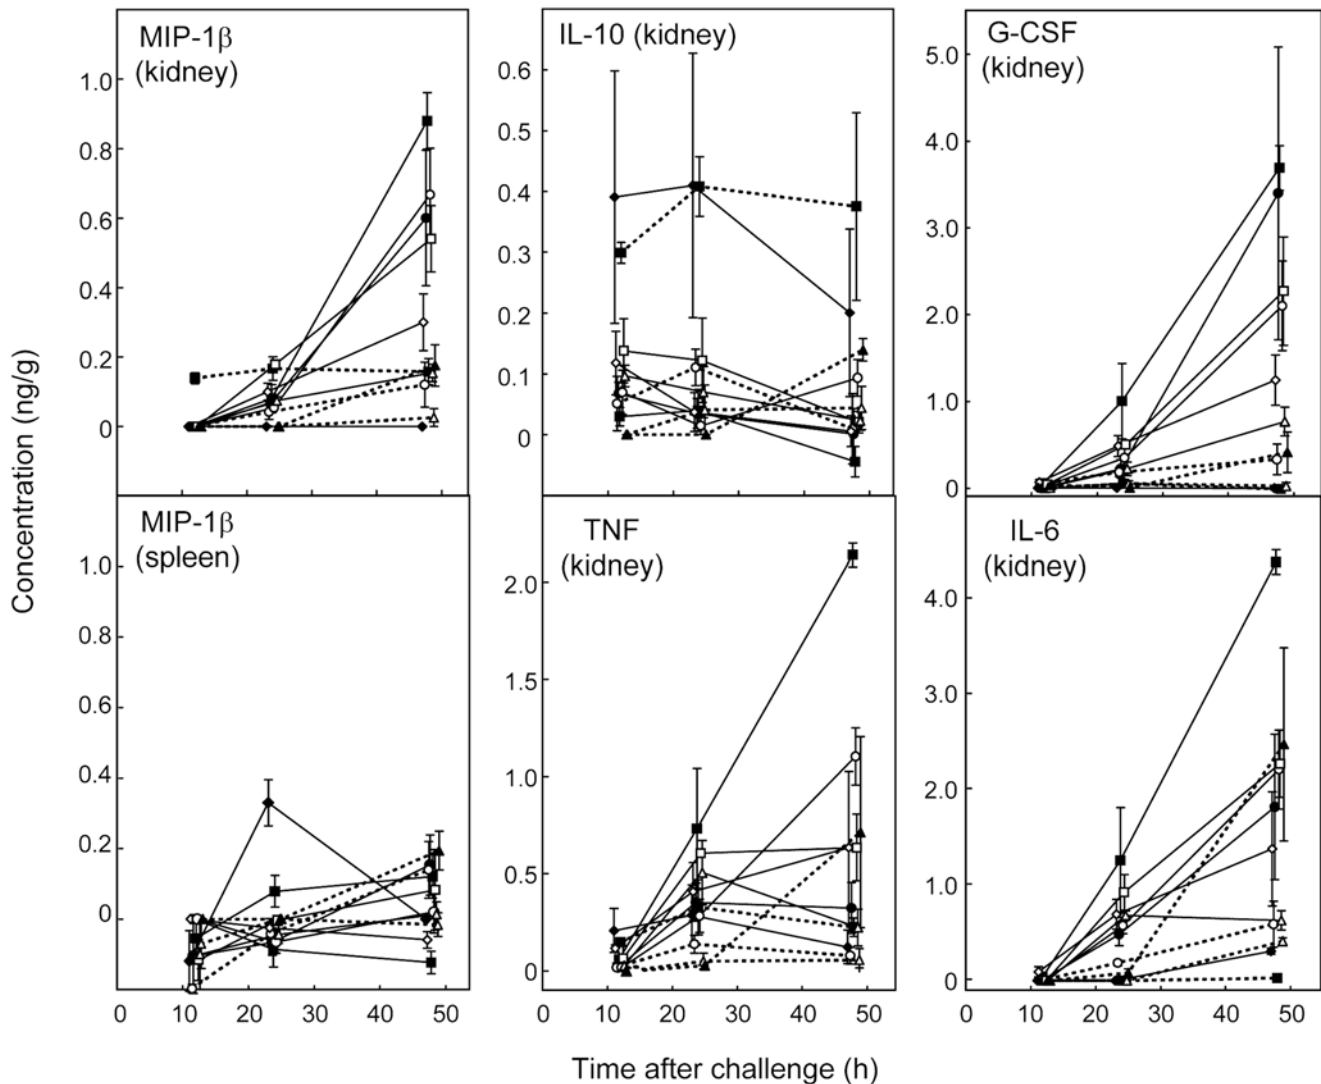 Concentration (ng/g)
MIP-1β
(kidney)
1.0
0.8
0.6
0.4
0.2
0
IL-10 (kidney)
0.6
0.5
0.4
0.3
0.2
0.1
0
G-CSF
(kidney)
5.0
4.0
3.0
2.0
1.0
0
MIP-1β
(spleen)
1.0
0.8
0.6
0.4
0.2
0
0 10 20 30 40 50
TNF
(kidney)
2.0
1.5
1.0
0.5
0
0 10 20 30 40 50
IL-6
(kidney)
4.0
3.0
2.0
1.0
0
0 10 20 30 40 50
Time after challenge (h)